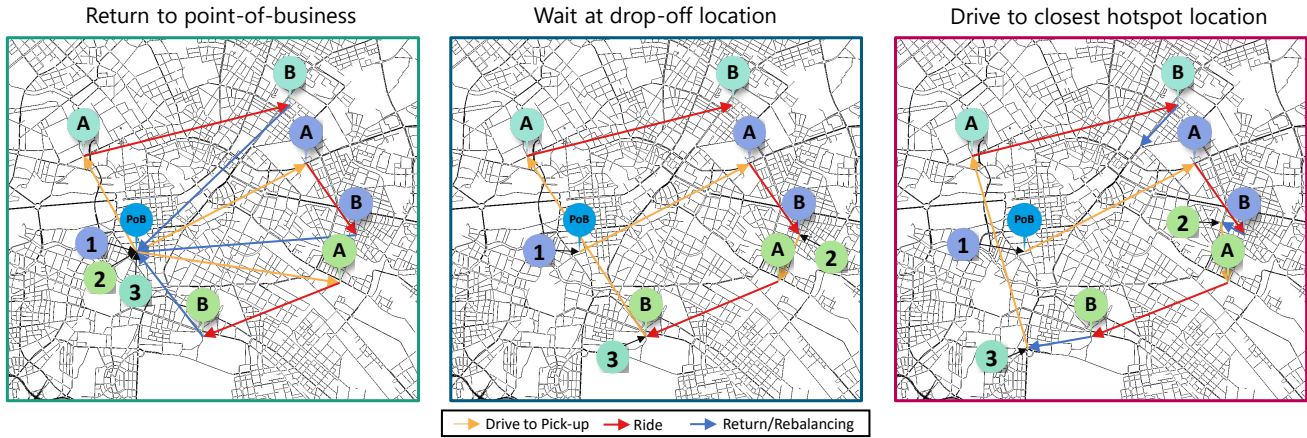 Return to point-of-business
Wait at drop-off location
Drive to closest hotspot location
B
A
A
B
PoB
1
A
2
3
B
B
A
A
PoB
B
1
A
2
B
3
B
A
A
B
PoB
2
1
A
B
3
Drive to Pick-up
Ride
Return/Rebalancing